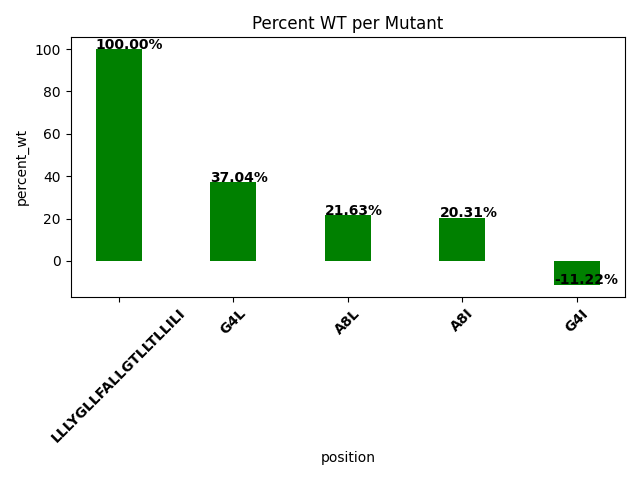 Percent WT per Mutant
percent_wt
100
80
60
40
20
0
100.00%
37.04%
21.63%
20.31%
-11.22%
LLLYGLLFALLGTLLTLLILI
G4L
A8L
A8I
G4I
position